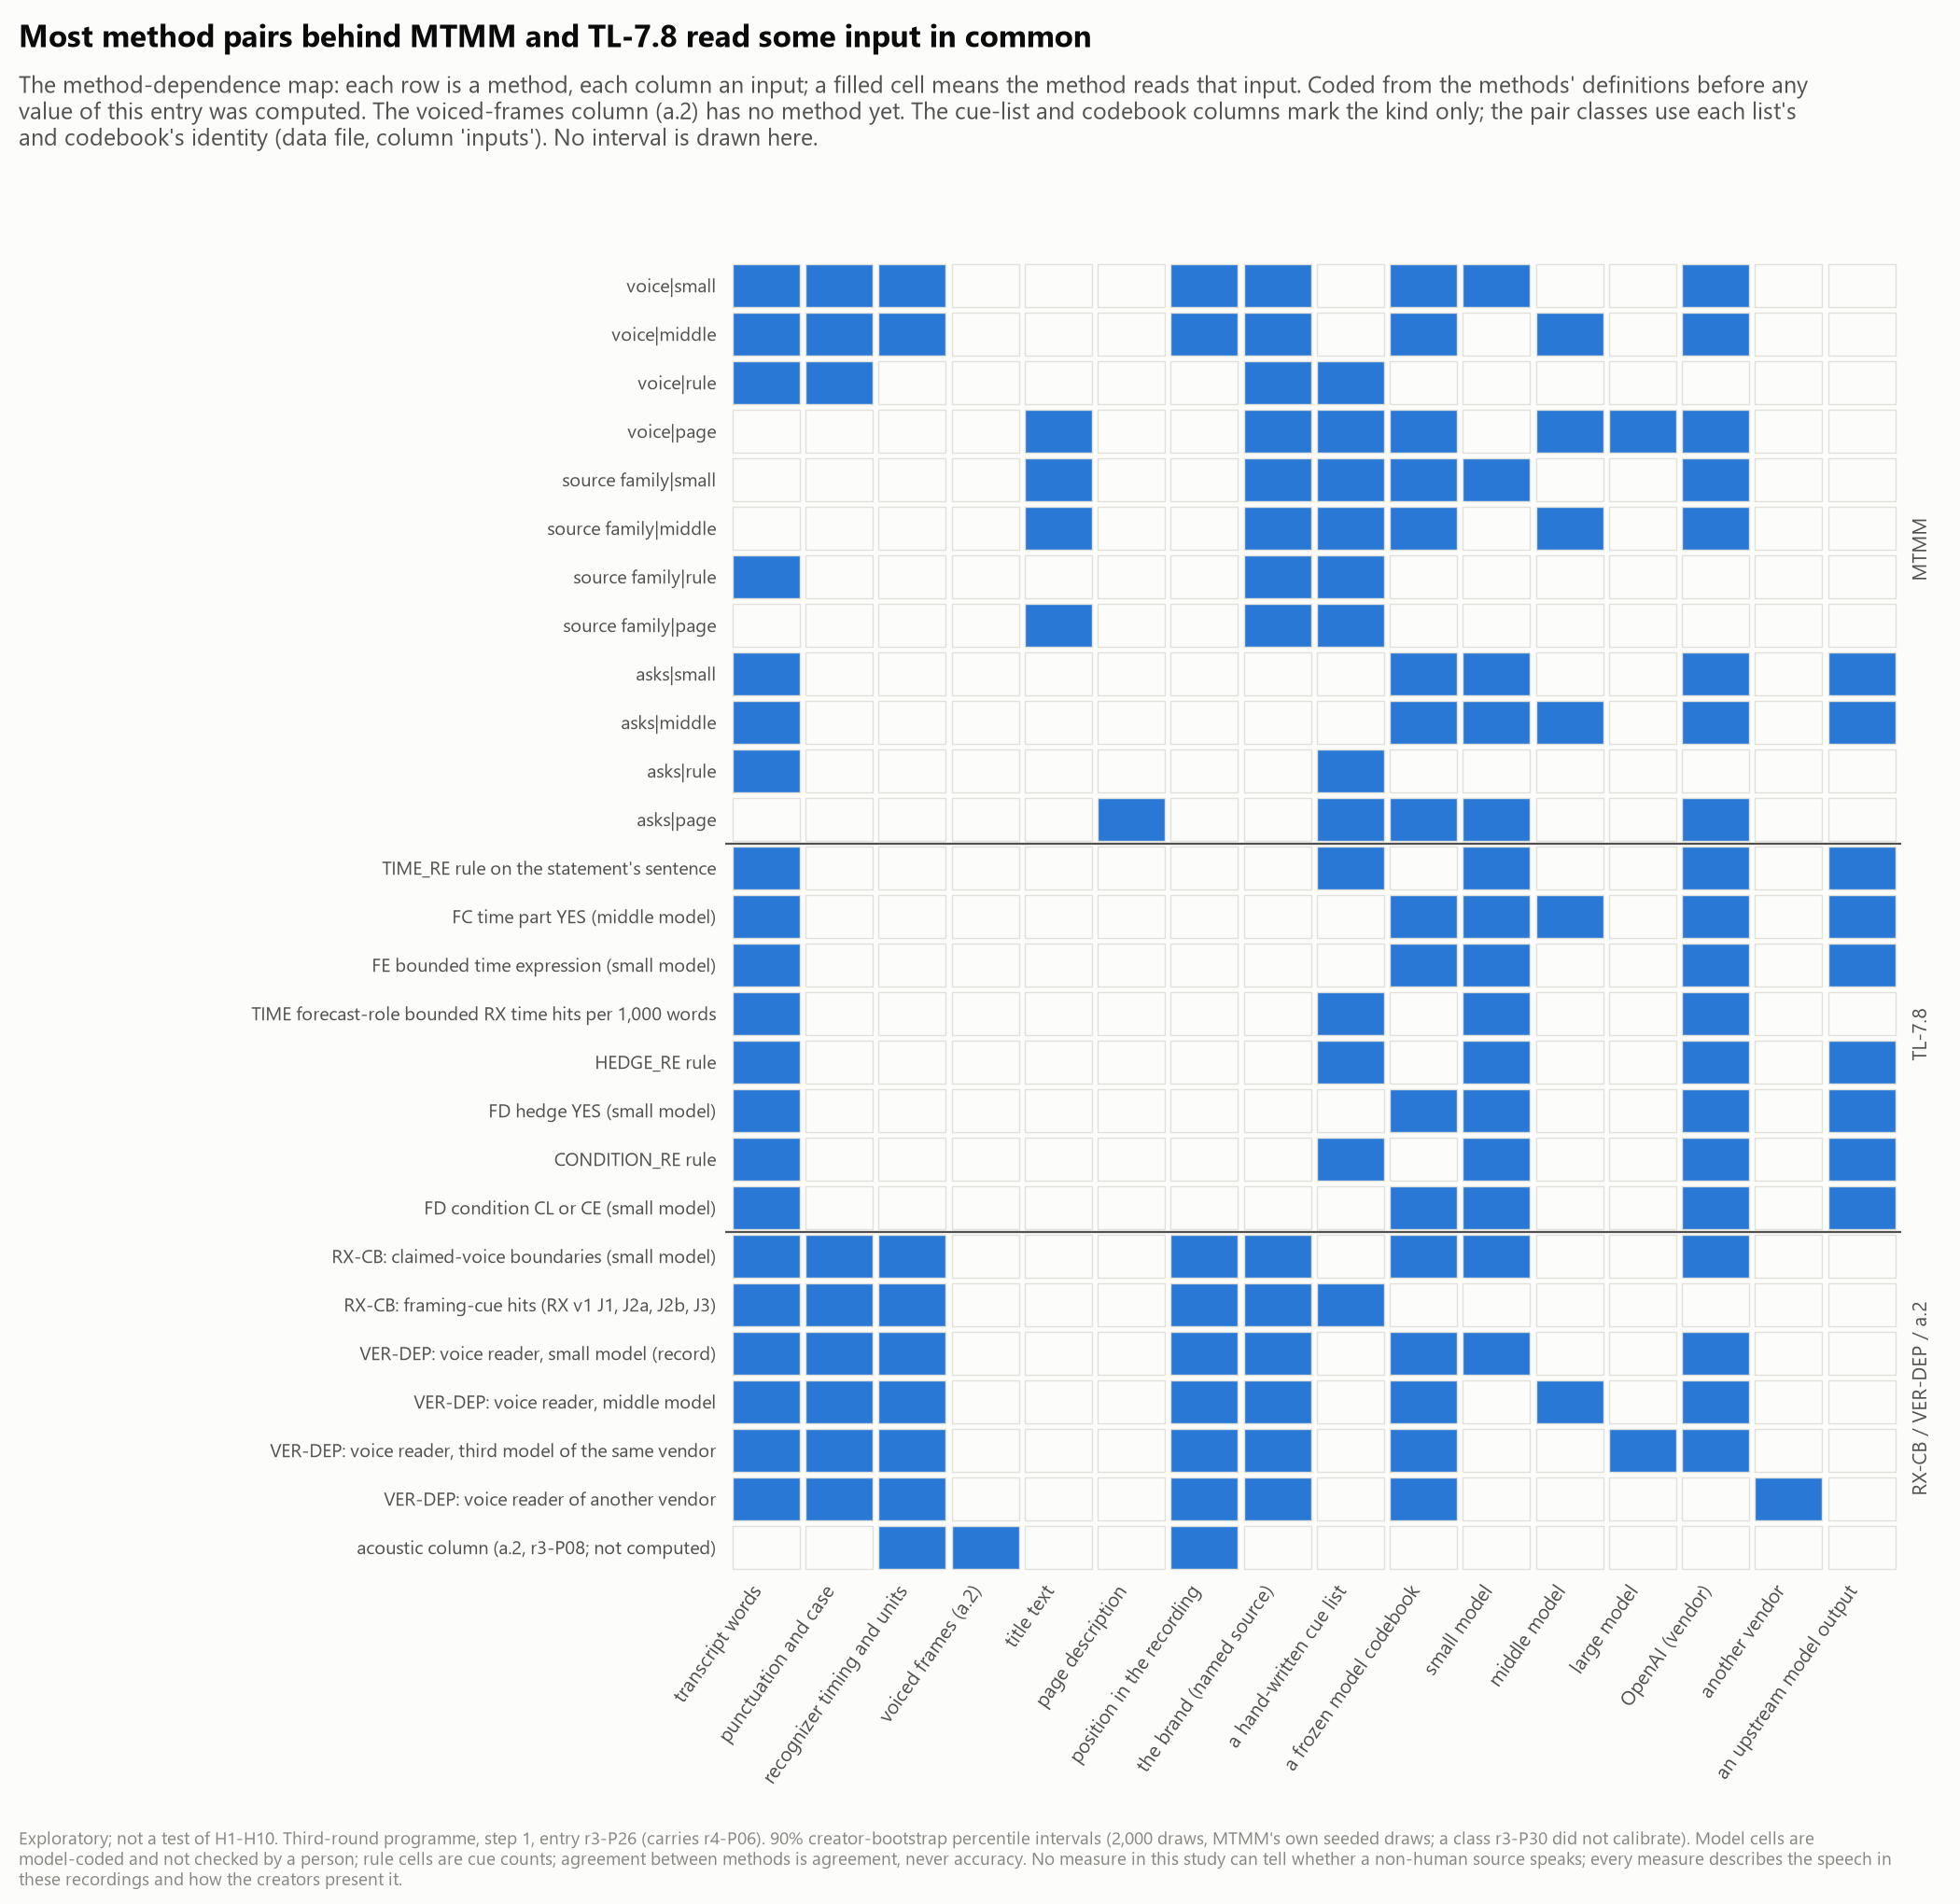 Most method pairs behind MTMM and TL-7.8 read some input in common
The method-dependence map: each row is a method, each column an input; a filled cell means the method reads that input. Coded from the methods' definitions before any
value of this entry was computed. The voiced-frames column (a.2) has no method yet. The cue-list and codebook columns mark the kind only; the pair classes use each list's
and codebook's identity (data file, column 'inputs'). No interval is drawn here.
voice|small
voice|middle
voice|rule
voice|page
source family|small
source family|middle
source family|rule
source family|page
asks|small
asks|middle
asks|rule
asks|page
MTMM
TIME_RE rule on the statement's sentence
FC time part YES (middle model)
FE bounded time expression (small model)
TIME forecast-role bounded RX time hits per 1,000 words
HEDGE_RE rule
FD hedge YES (small model)
CONDITION_RE rule
FD condition CL or CE (small model)
TL-7.8
RX-CB: claimed-voice boundaries (small model)
RX-CB: framing-cue hits (RX v1 J1, J2a, J2b, J3)
VER-DEP: voice reader, small model (record)
VER-DEP: voice reader, middle model
VER-DEP: voice reader, third model of the same vendor
VER-DEP: voice reader of another vendor
acoustic column (a.2, r3-P08; not computed)
RX-CB / VER-DEP / a.2
transcript words
punctuation and case
recognizer timing and units
voiced frames (a.2)
title text
page description
position in the recording
the brand (named source)
a hand-written cue list
a frozen model codebook
small model
middle model
large model
OpenAI (vendor)
another vendor
an upstream model output
Exploratory; not a test of H1-H10. Third-round programme, step 1, entry r3-P26 (carries r4-P06). 90% creator-bootstrap percentile intervals (2,000 draws, MTMM's own seeded draws; a class r3-P30 did not calibrate). Model cells are
model-coded and not checked by a person; rule cells are cue counts; agreement between methods is agreement, never accuracy. No measure in this study can tell whether a non-human source speaks; every measure describes the speech in
these recordings and how the creators present it.